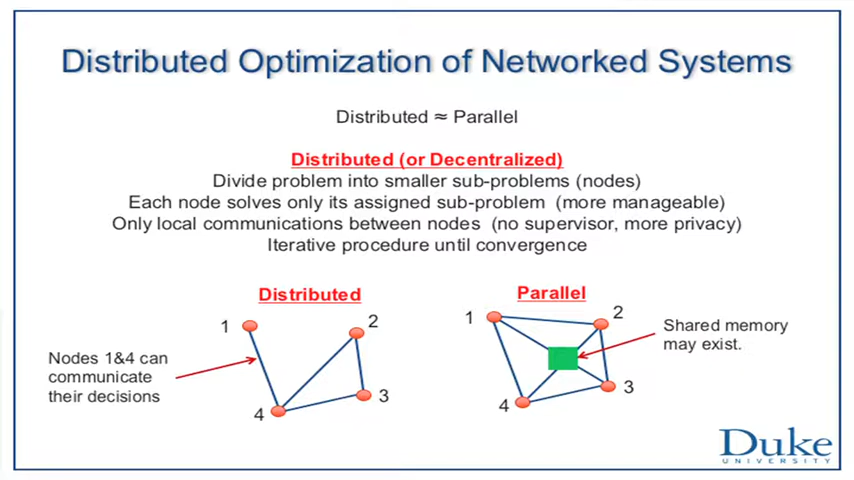 Distributed Optimization of Networked Systems
Distributed ≈ Parallel
Distributed (or Decentralized)
Divide problem into smaller sub-problems (nodes)
Each node solves only its assigned sub-problem (more manageable)
Only local communications between nodes (no supervisor, more privacy)
Iterative procedure until convergence
Distributed
1
2
3
4
Nodes 1&4 can
communicate
their decisions
Parallel
1
2
3
4
Shared memory
may exist.
Duke
UNIVERSITY